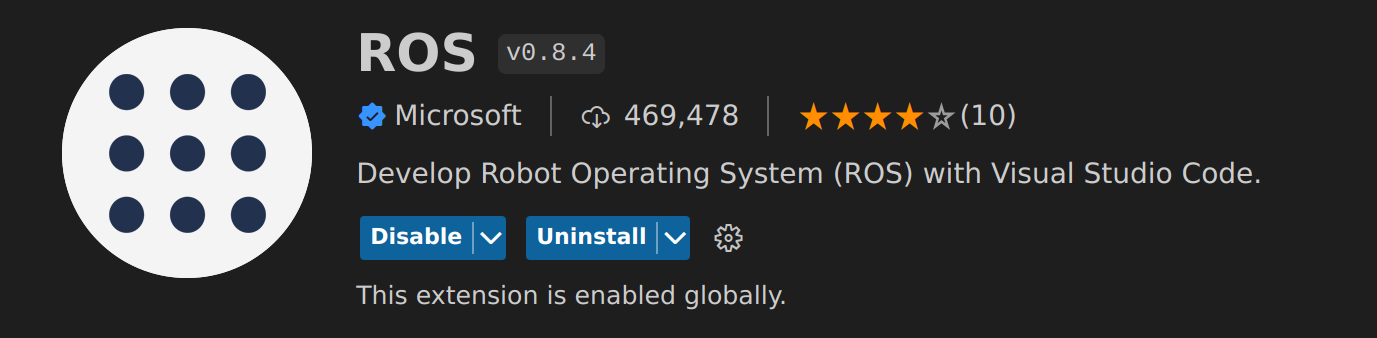 ROS v0.8.4
Microsoft 469,478 (10)
Develop Robot Operating System (ROS) with Visual Studio Code.
Disable Uninstall
This extension is enabled globally.